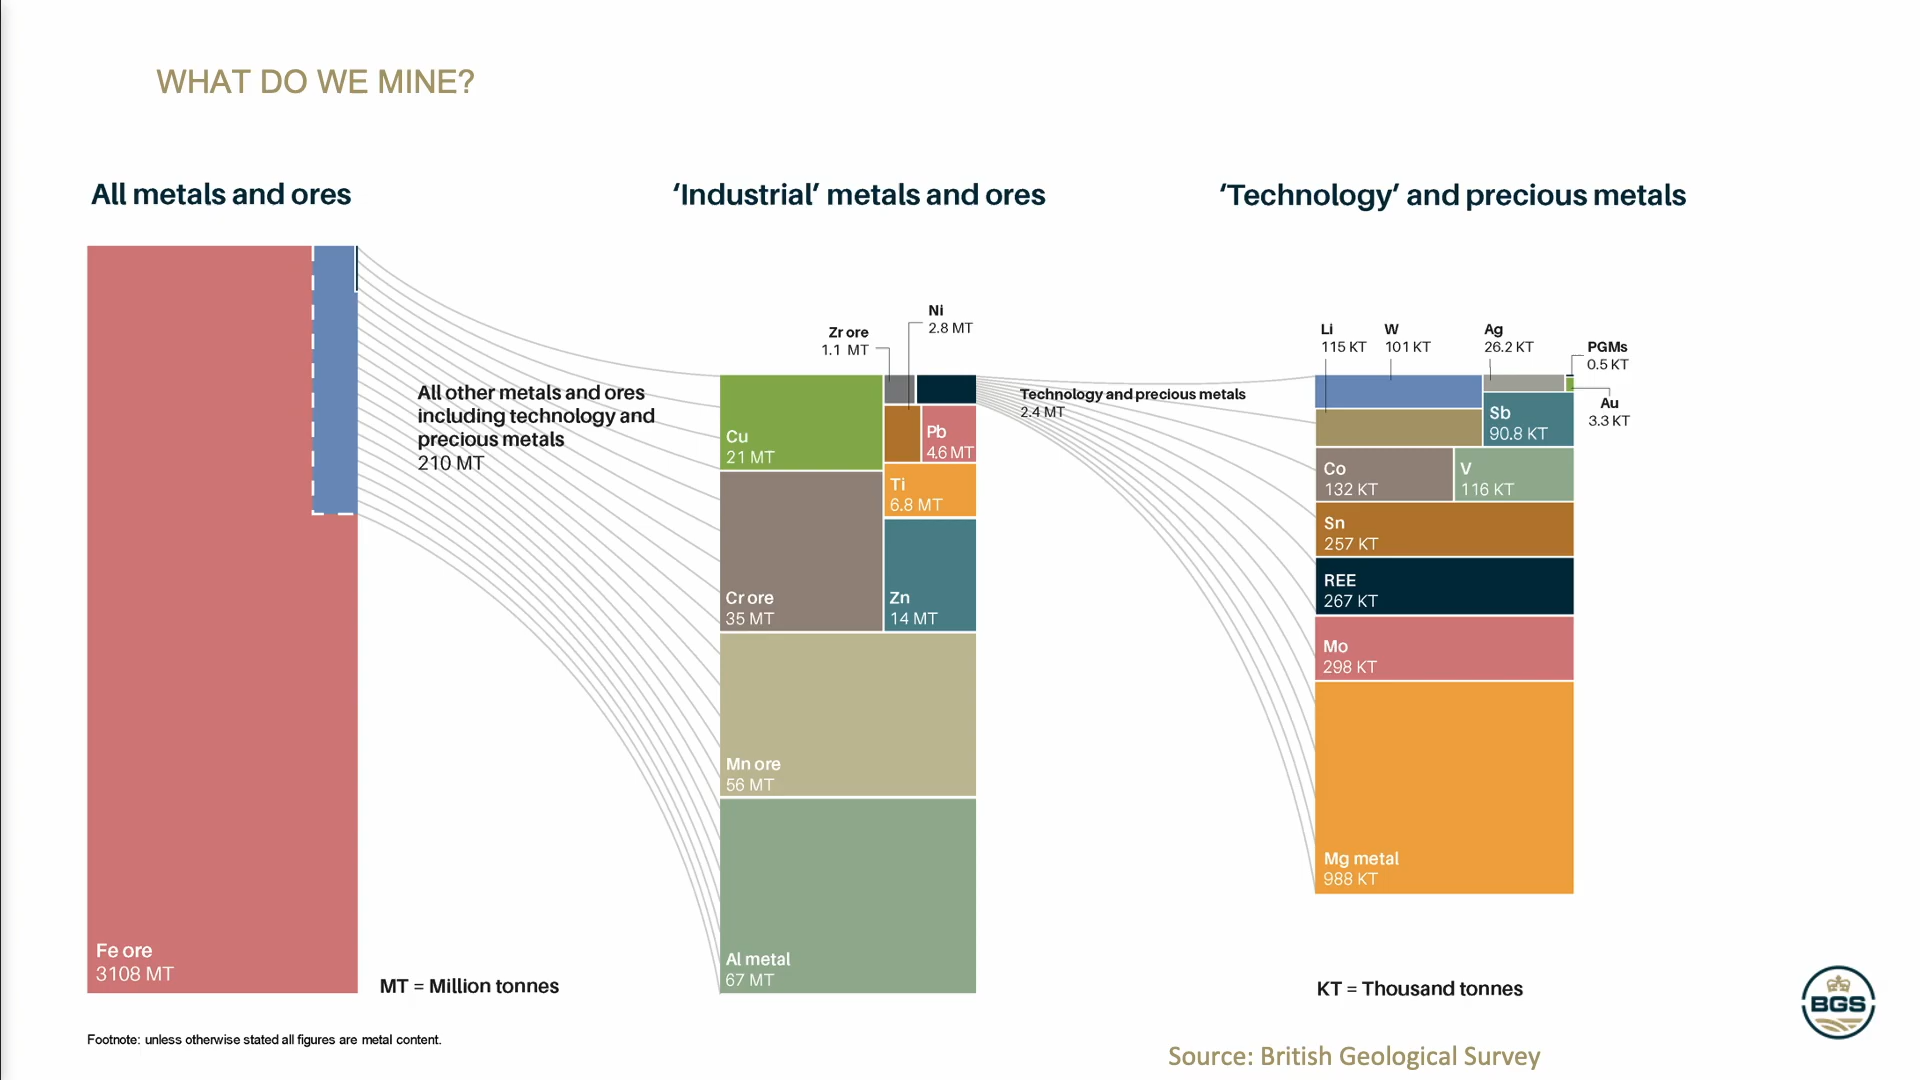 WHAT DO WE MINE?
All metals and ores
‘Industrial’ metals and ores
‘Technology’ and precious metals
Fe ore
3108 MT
All other metals and ores
including technology and
precious metals
210 MT
MT = Million tonnes
Zr ore
1.1 MT
Ni
2.8 MT
Cu
21 MT
Pb
4.6 MT
Ti
6.8 MT
Cr ore
35 MT
Zn
14 MT
Mn ore
56 MT
Al metal
67 MT
Technology and precious metals
2.4 MT
Li
115 KT
W
101 KT
Ag
26.2 KT
PGMs
0.5 KT
Au
3.3 KT
Sb
90.8 KT
Co
132 KT
V
116 KT
Sn
257 KT
REE
267 KT
Mo
298 KT
Mg metal
988 KT
KT = Thousand tonnes
BGS
Footnote: unless otherwise stated all figures are metal content.
Source: British Geological Survey